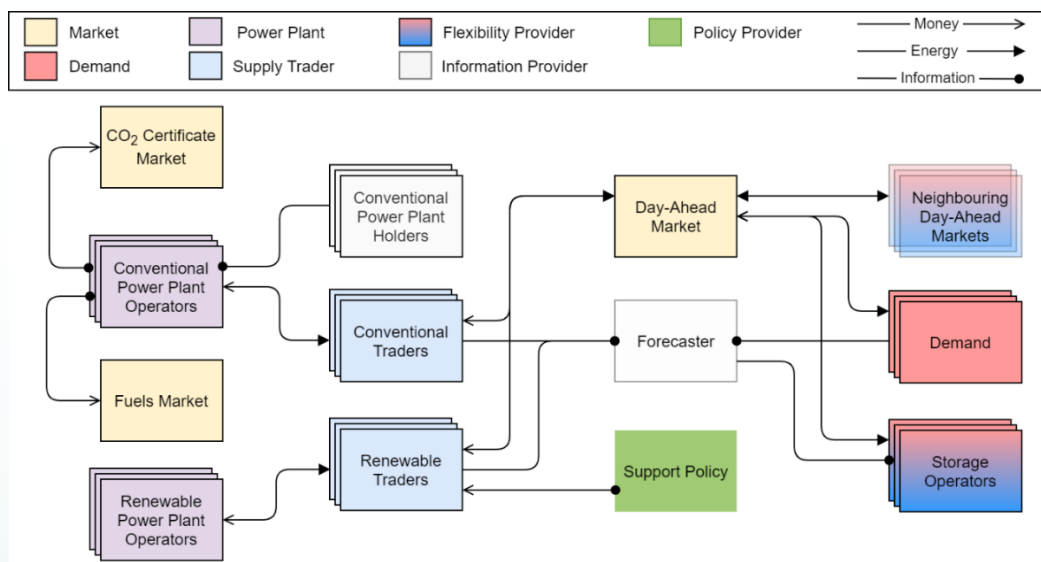 Market
Power Plant
Flexibility Provider
Policy Provider
Money
Energy
Demand
Supply Trader
Information Provider
Information
CO₂ Certificate
Market
Conventional
Power Plant
Holders
Day-Ahead
Market
Neighbouring
Day-Ahead
Markets
Conventional
Power Plant
Operators
Conventional
Traders
Forecaster
Demand
Fuels Market
Renewable
Traders
Support Policy
Storage
Operators
Renewable
Power Plant
Operators